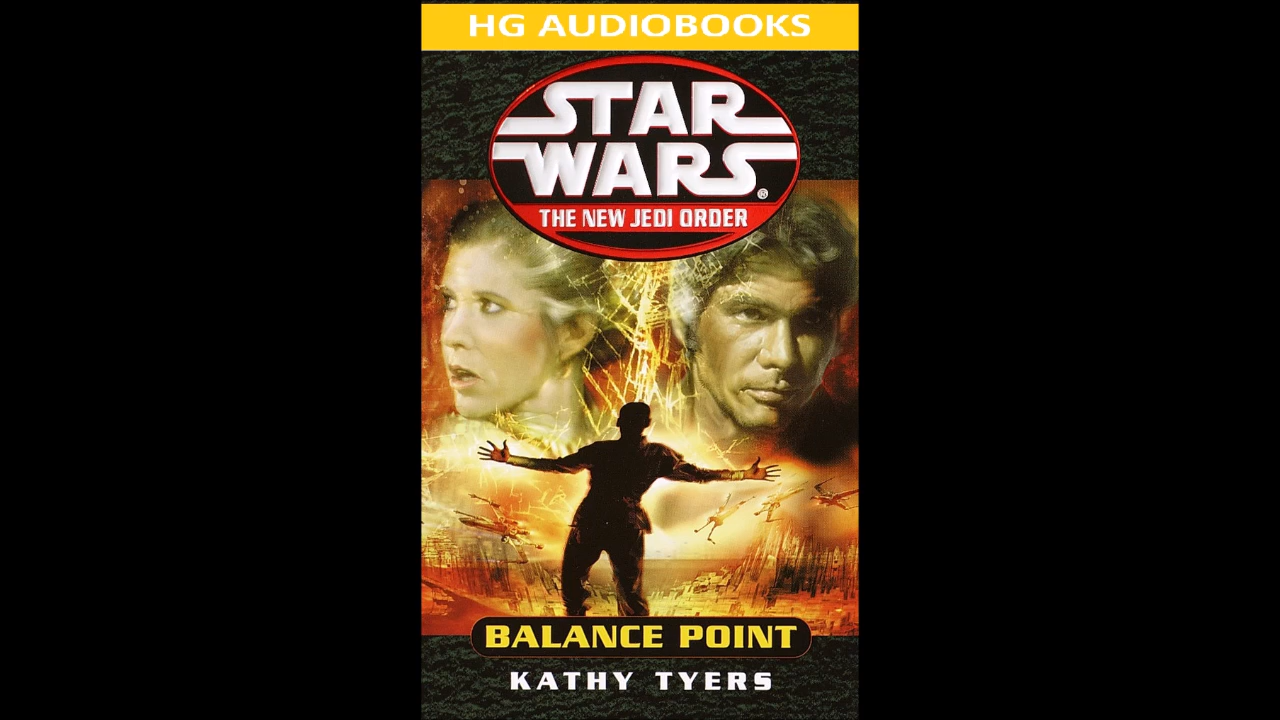 HG AUDIOBOOKS
STAR
WARS®
THE NEW JEDI ORDER
BALANCE POINT
KATHY TYERS